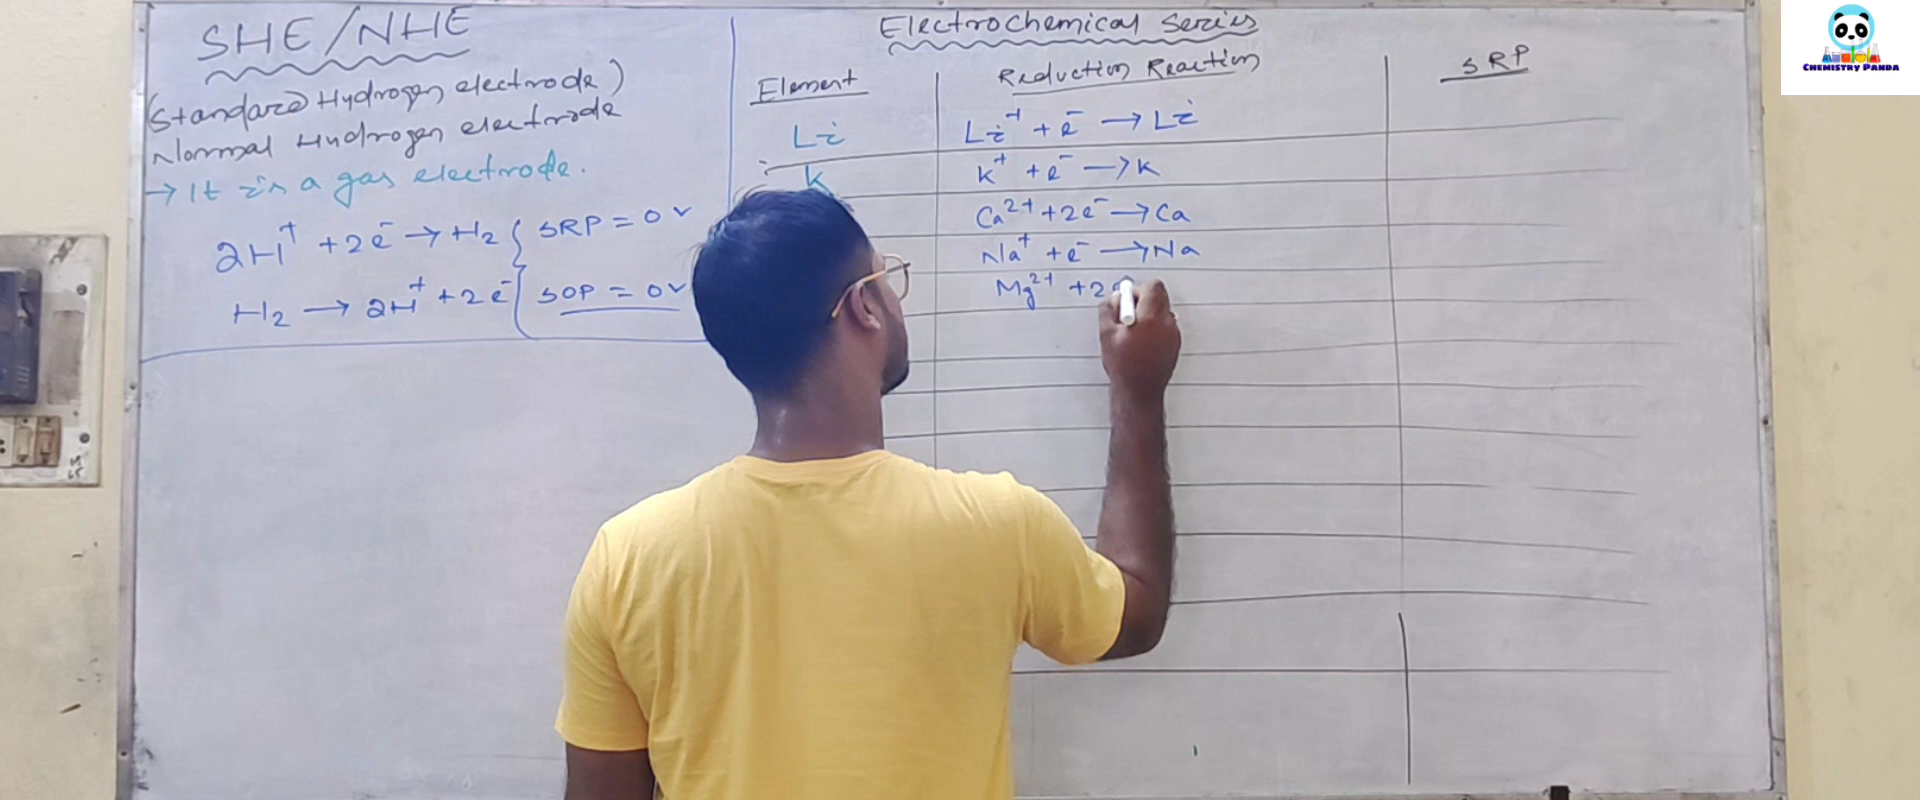 SHE/NHE
(Standard Hydrogen electrode)
Normal Hydrogen electrode
→ It is a gas electrode.
2H⁺ + 2e⁻ → H₂ { SRP = 0 V
H₂ → 2H⁺ + 2e⁻ { SOP = 0V
Electrochemical Series
Element Reduction Reaction SRP
Li Li⁺ + e⁻ → Li
K K⁺ + e⁻ → K
Ca²⁺ + 2e⁻ → Ca
Na⁺ + e⁻ → Na
Mg²⁺ + 2
CHEMISTRY PANDA